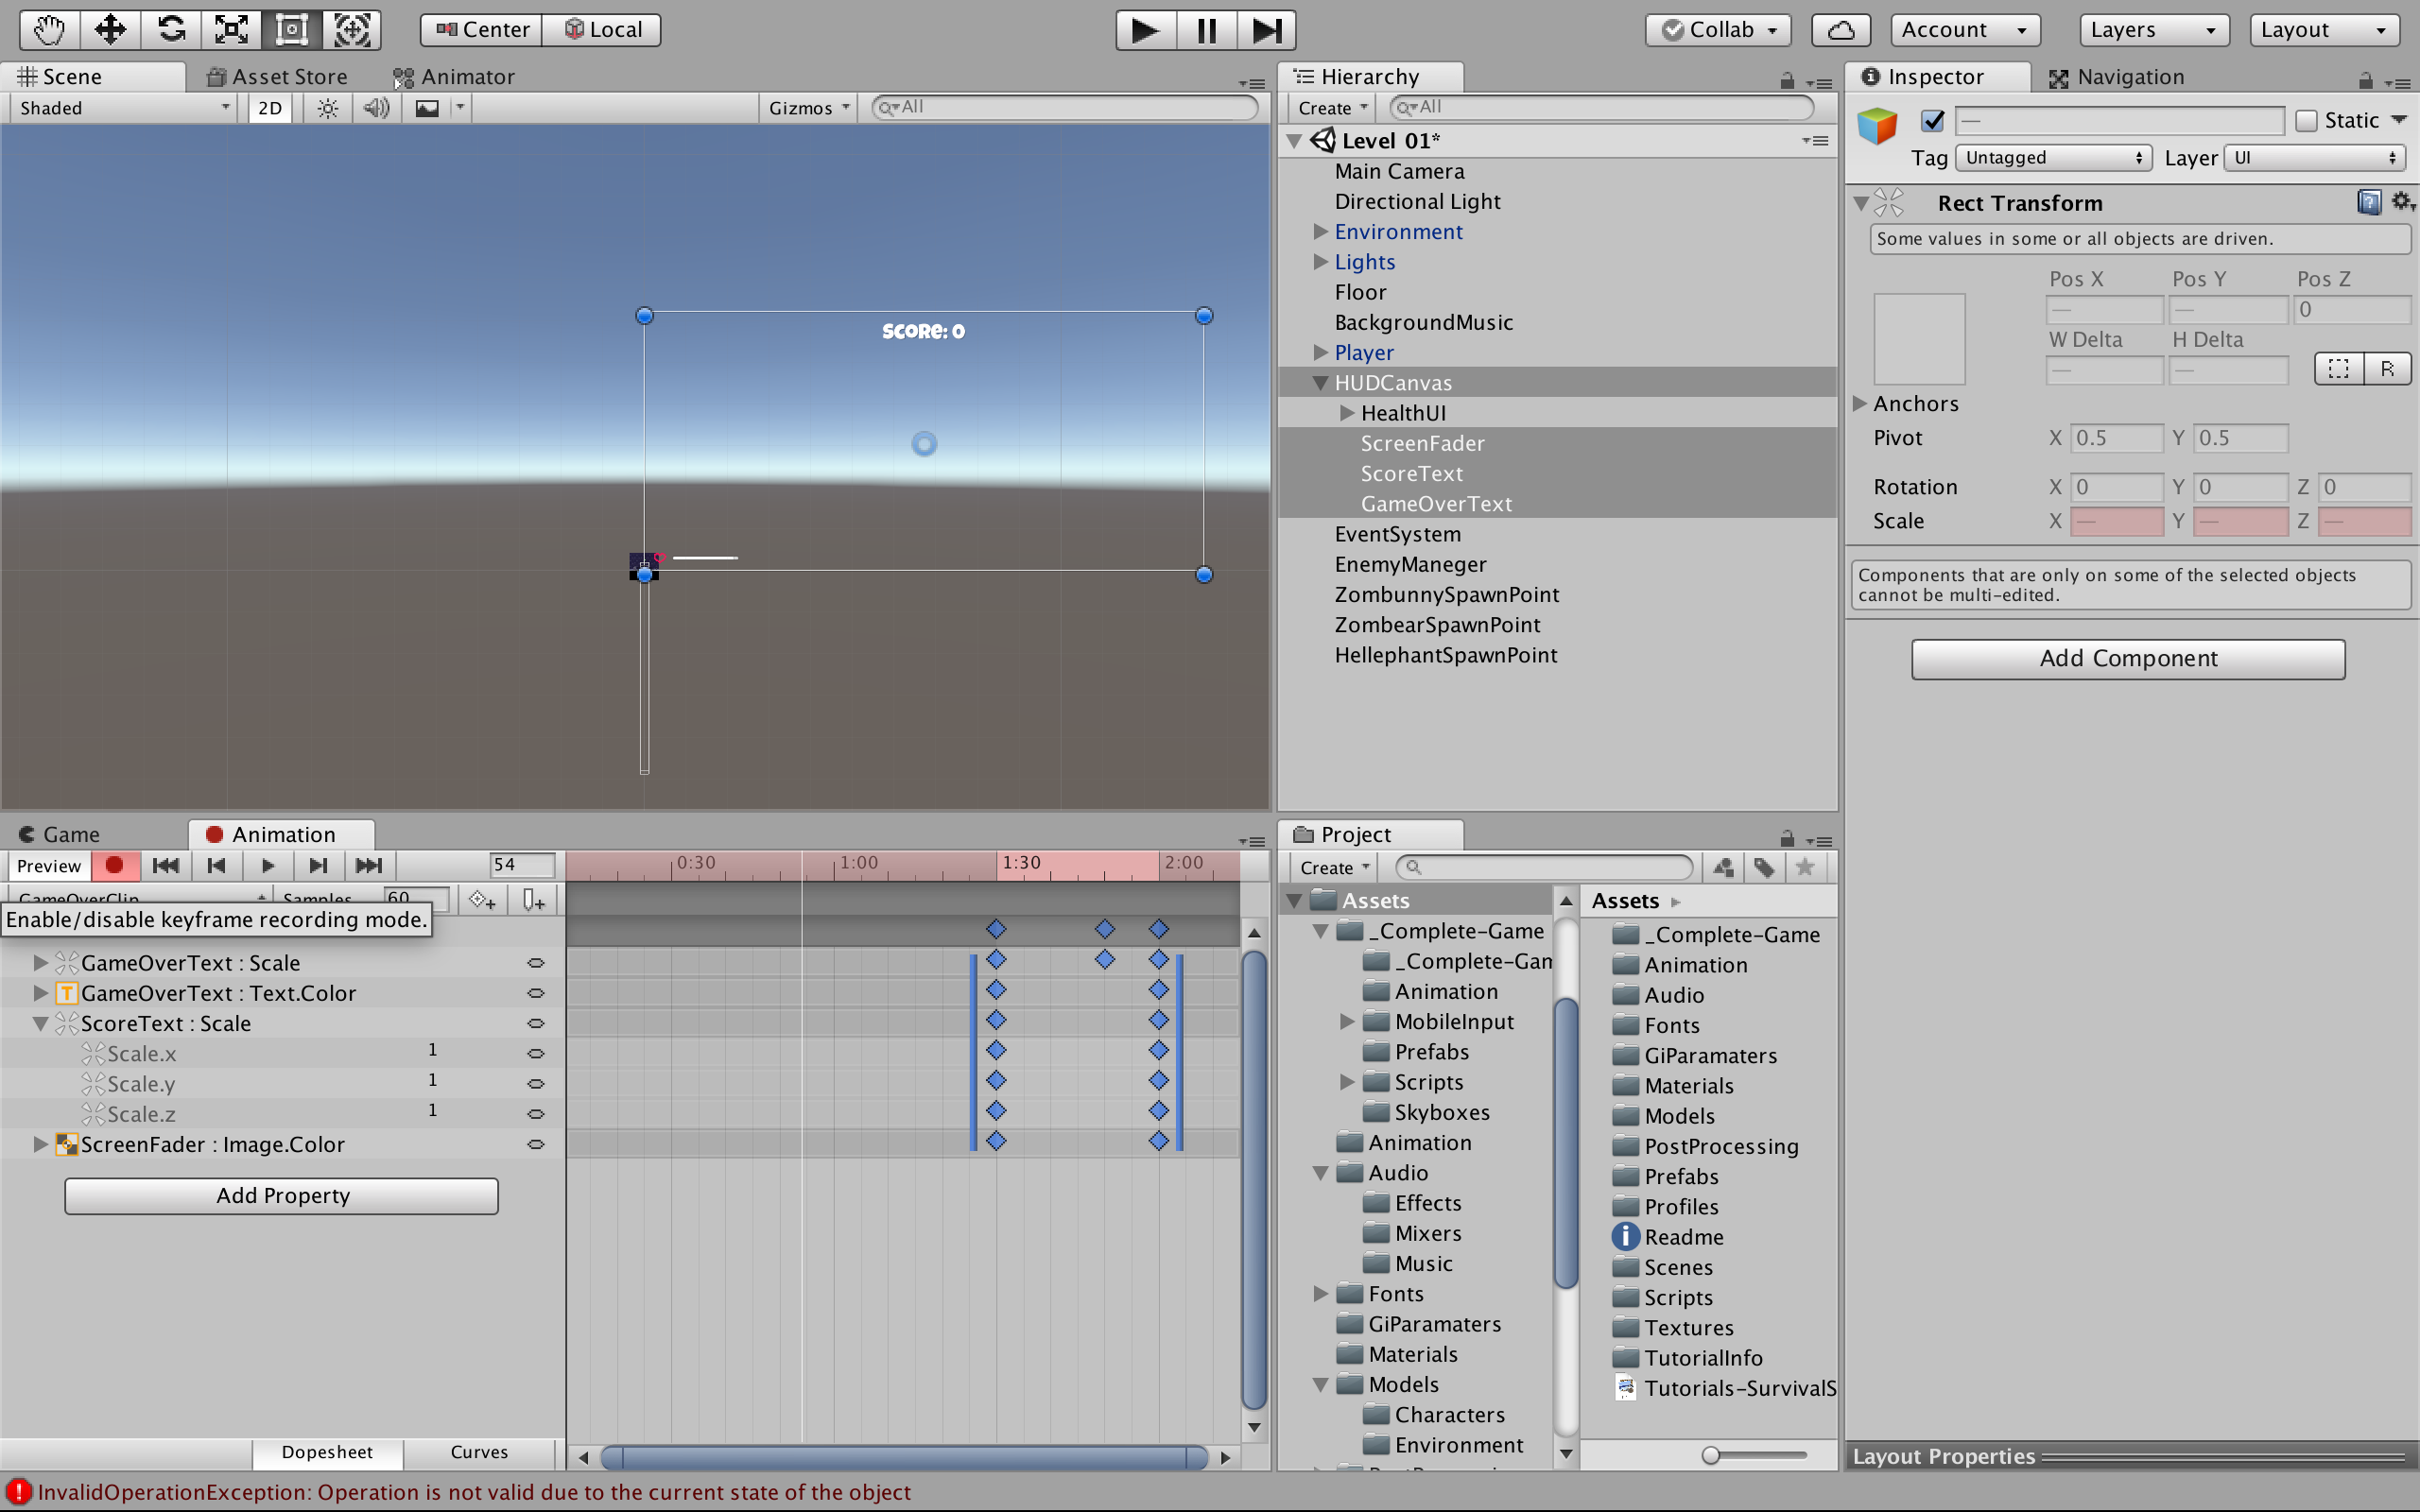 Center Local Collab Account Layers Layout
Scene Asset Store Animator
Shaded 2D Gizmos All
SCORE: 0
Hierarchy
Create All
Level 01*
Main Camera
Directional Light
Environment
Lights
Floor
BackgroundMusic
Player
HUDCanvas
HealthUI
ScreenFader
ScoreText
GameOverText
EventSystem
EnemyManeger
ZombunnySpawnPoint
ZombearSpawnPoint
HellephantSpawnPoint
Inspector Navigation
— Static
Tag Untagged Layer UI
Rect Transform
Some values in some or all objects are driven.
Pos X Pos Y Pos Z
— — 0
W Delta H Delta
— — R
Anchors
Pivot X 0.5 Y 0.5
Rotation X 0 Y 0 Z 0
Scale X — Y — Z —
Components that are only on some of the selected objects
cannot be multi-edited.
Add Component
Layout Properties
Game Animation
Preview 54 0:30 1:00 1:30 2:00
GameOverClip Samples 60
Enable/disable keyframe recording mode.
GameOverText : Scale
GameOverText : Text.Color
ScoreText : Scale
Scale.x 1
Scale.y 1
Scale.z 1
ScreenFader : Image.Color
Add Property
Dopesheet Curves
Project
Create
Assets
_Complete-Game
_Complete-Gam
Animation
MobileInput
Prefabs
Scripts
Skyboxes
Animation
Audio
Effects
Mixers
Music
Fonts
GiParamaters
Materials
Models
Characters
Environment
Assets
_Complete-Game
Animation
Audio
Fonts
GiParamaters
Materials
Models
PostProcessing
Prefabs
Profiles
Readme
Scenes
Scripts
Textures
TutorialInfo
Tutorials-SurvivalS
InvalidOperationException: Operation is not valid due to the current state of the object